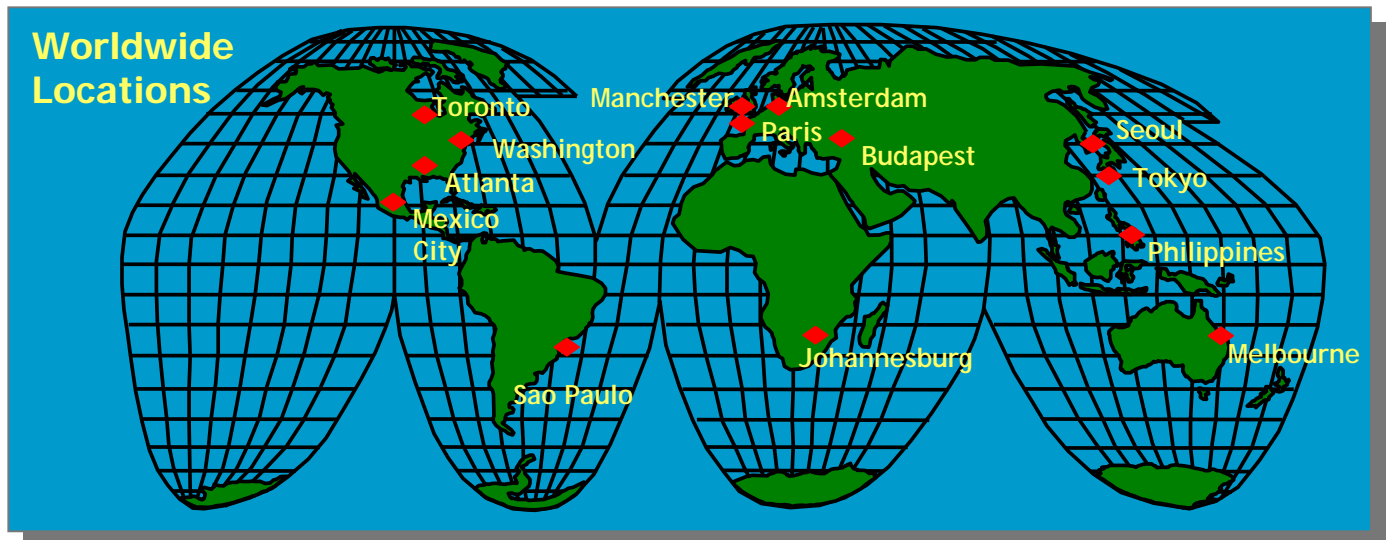 Worldwide
Locations
Manchester
Amsterdam
Toronto
Paris
Seoul
Washington
Budapest
Atlanta
Tokyo
Mexico
City
Philippines
Johannesburg
Melbourne
Sao Paulo